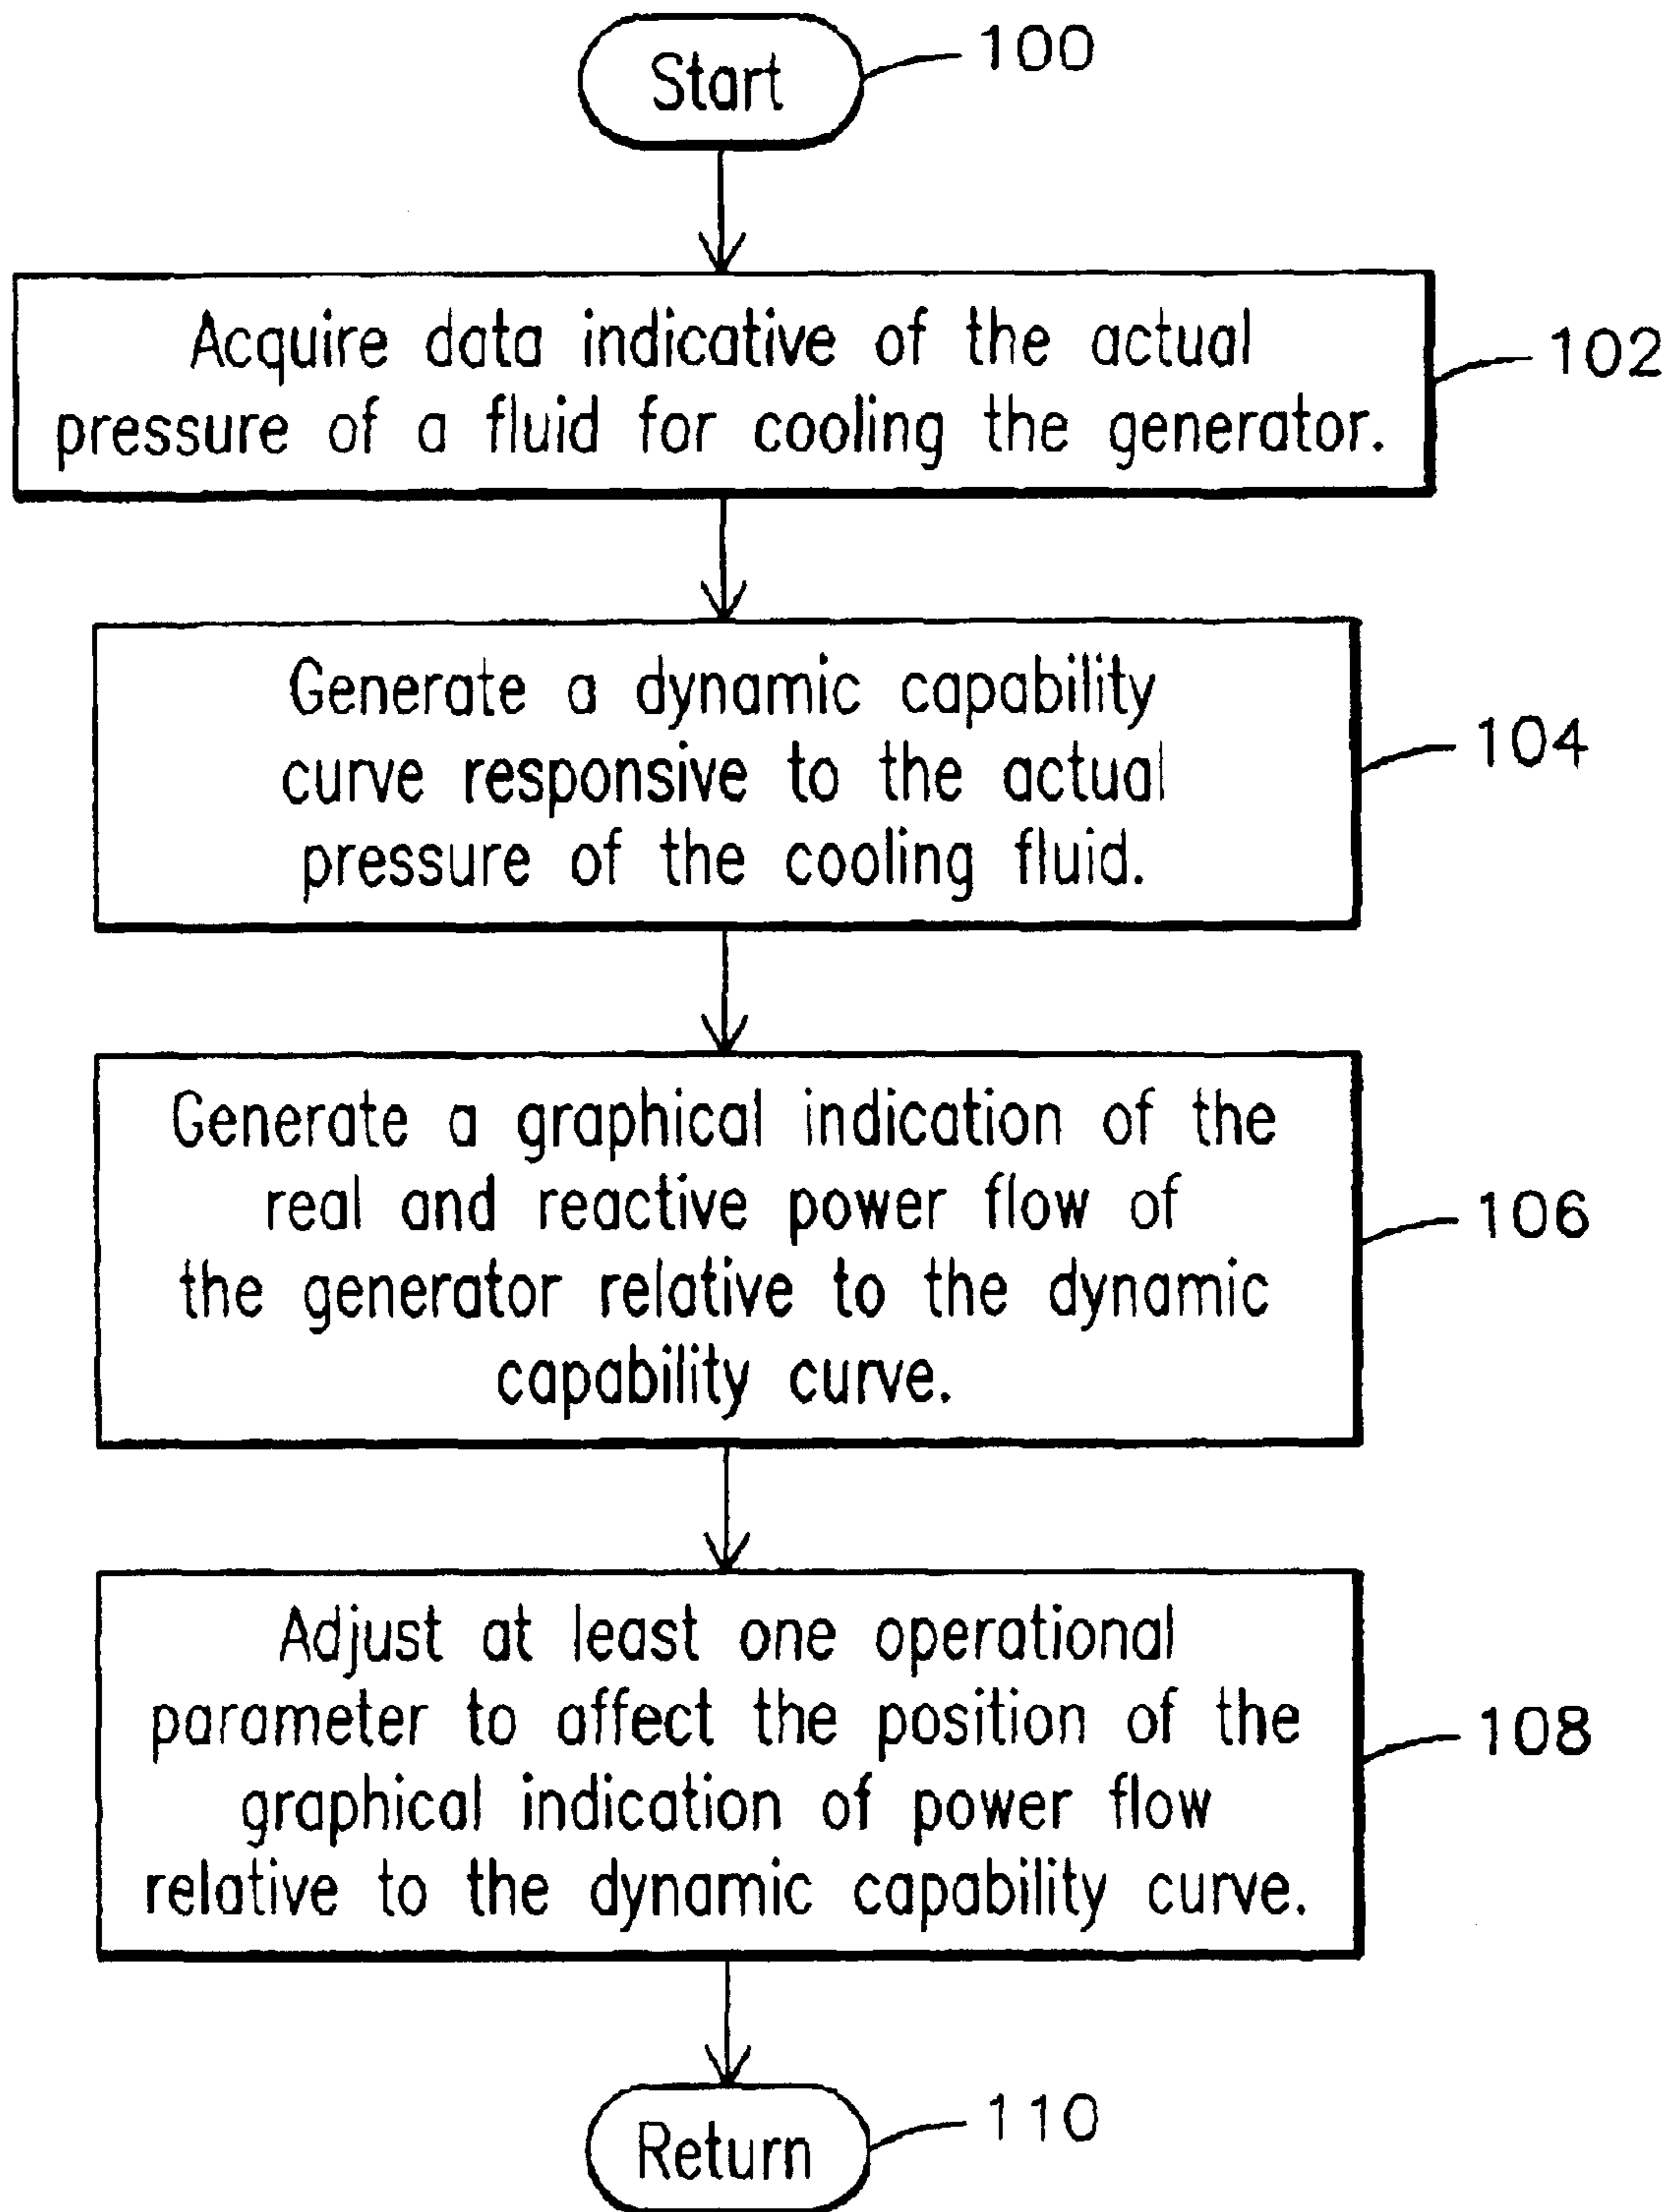 Start
100
Acquire data indicative of the actual
pressure of a fluid for cooling the generator.
102
Generate a dynamic capability
curve responsive to the actual
pressure of the cooling fluid.
104
Generate a graphical indication of the
real and reactive power flow of
the generator relative to the dynamic
capability curve.
106
Adjust at least one operational
parameter to affect the position of the
graphical indication of power flow
relative to the dynamic capability curve.
108
Return
110